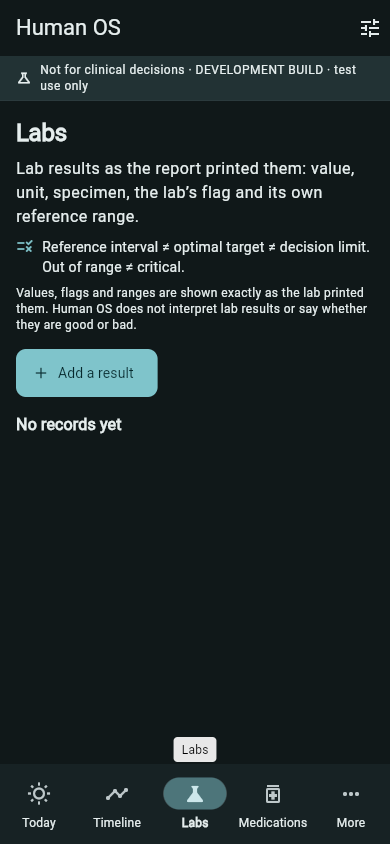 Human OS
Not for clinical decisions · DEVELOPMENT BUILD · test
use only
Labs
Lab results as the report printed them: value,
unit, specimen, the lab’s flag and its own
reference range.
Reference interval ≠ optimal target ≠ decision limit.
Out of range ≠ critical.
Values, flags and ranges are shown exactly as the lab printed
them. Human OS does not interpret lab results or say whether
they are good or bad.
Add a result
No records yet
Labs
Today
Timeline
Labs
Medications
More